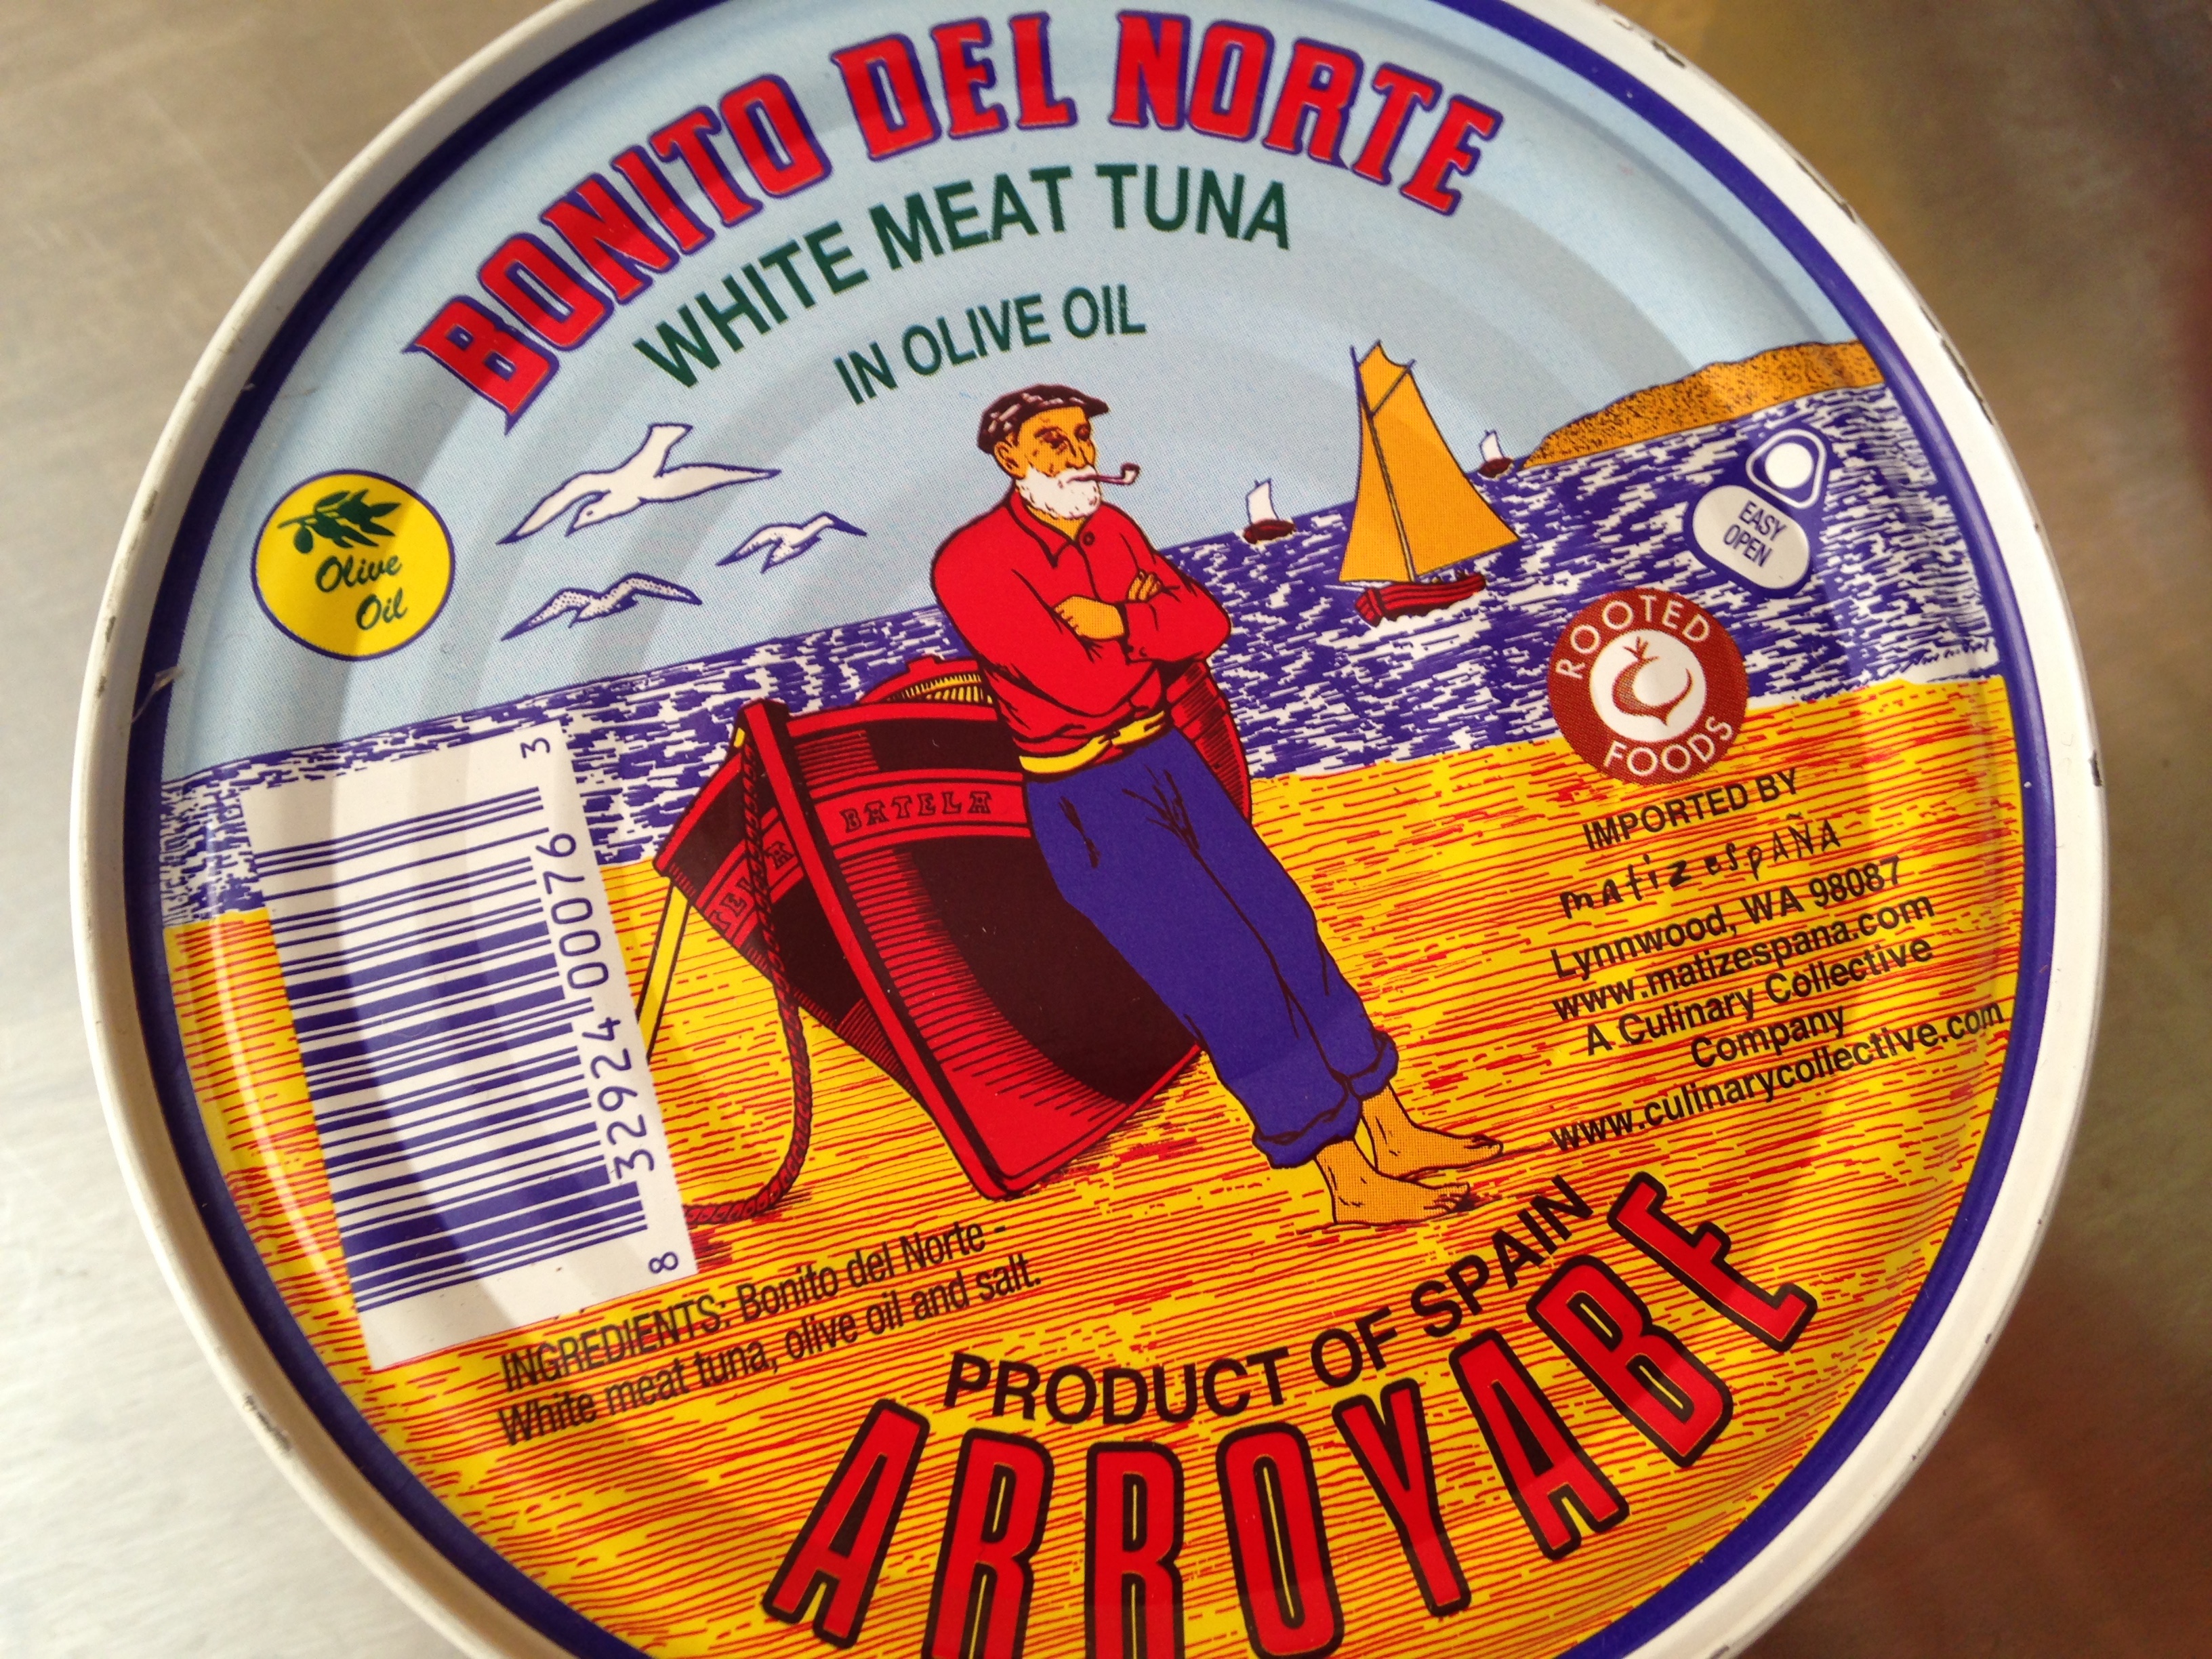 BONITO DEL NORTE
WHITE MEAT TUNA
IN OLIVE OIL
Olive
Oil
EASY
OPEN
ROOTED
FOODS
BATELA
IMPORTED BY
matiz espAÑA
Lynnwood, WA 98087
www.matizespana.com
A Culinary Collective
Company
www.culinarycollective.com
8 32924 00076 3
INGREDIENTS: Bonito del Norte -
White meat tuna, olive oil and salt.
PRODUCT OF SPAIN
ARROYABE